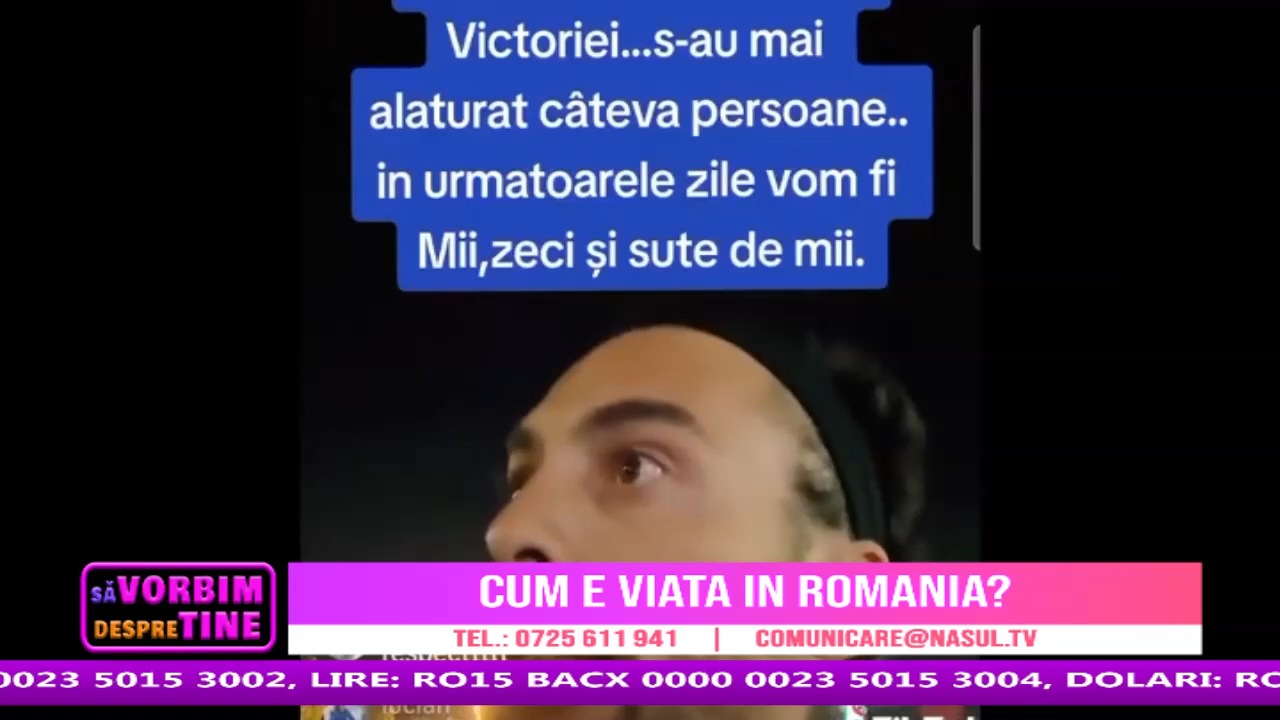 Victoriei...s-au mai
alaturat câteva persoane..
in urmatoarele zile vom fi
Mii,zeci și sute de mii.
SĂ VORBIM
DESPRE TINE
CUM E VIATA IN ROMANIA?
TEL.: 0725 611 941 | COMUNICARE@NASUL.TV
0023 5015 3002, LIRE: RO15 BACX 0000 0023 5015 3004, DOLARI: RO
lucian